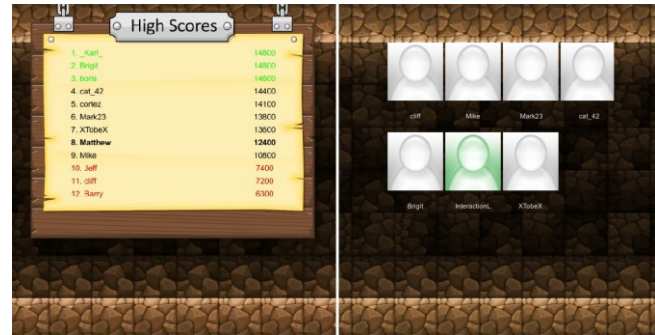 High Scores
1. _Karl_ 14800
2. Brigit 14800
3. boris 14800
4. cat_42 14400
5. cortez 14100
6. Mark23 13800
7. XTobeX 13600
8. Matthew 12400
9. Mike 10800
10. Jeff 7400
11. cliff 7200
12. Barry 6300
cliff Mike Mark23 cat_42
Brigit InteractionL XTobeX